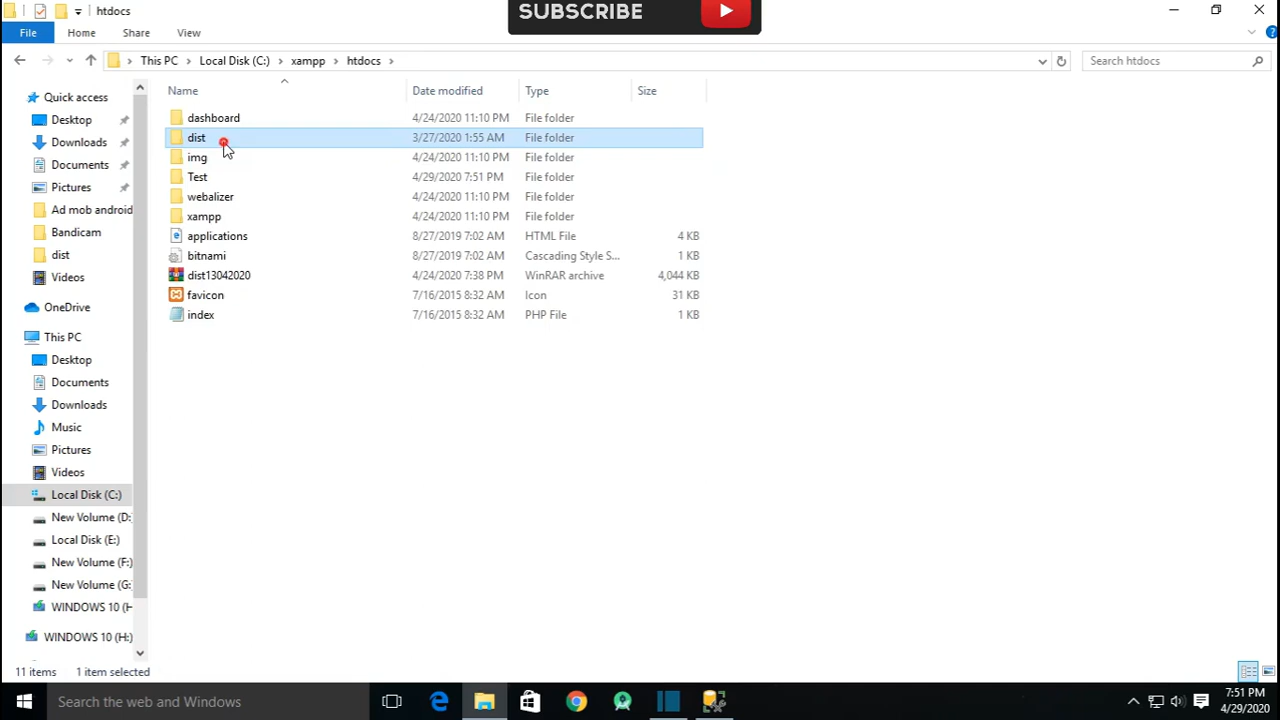 htdocs
SUBSCRIBE
File Home Share View
This PC Local Disk (C:) xampp htdocs
Search htdocs
Name Date modified Type Size
Quick access
Desktop
Downloads
Documents
Pictures
Ad mob android
Bandicam
dist
Videos
OneDrive
This PC
Desktop
Documents
Downloads
Music
Pictures
Videos
Local Disk (C:)
New Volume (D:
Local Disk (E:)
New Volume (F:)
New Volume (G:
WINDOWS 10 (H
WINDOWS 10 (H:)
dashboard 4/24/2020 11:10 PM File folder
dist 3/27/2020 1:55 AM File folder
img 4/24/2020 11:10 PM File folder
Test 4/29/2020 7:51 PM File folder
webalizer 4/24/2020 11:10 PM File folder
xampp 4/24/2020 11:10 PM File folder
applications 8/27/2019 7:02 AM HTML File 4 KB
bitnami 8/27/2019 7:02 AM Cascading Style S... 1 KB
dist13042020 4/24/2020 7:38 PM WinRAR archive 4,044 KB
favicon 7/16/2015 8:32 AM Icon 31 KB
index 7/16/2015 8:32 AM PHP File 1 KB
11 items 1 item selected
Search the web and Windows
7:51 PM
4/29/2020